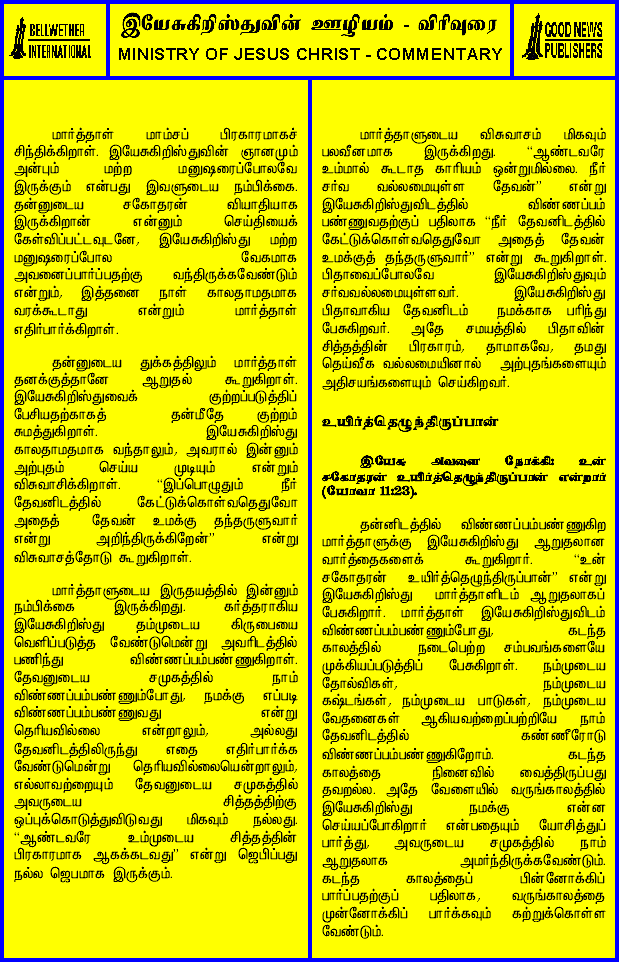 BELLWETHER
INTERNATIONAL
இயேசுகிறிஸ்துவின் ஊழியம் - விரிவுரை
MINISTRY OF JESUS CHRIST - COMMENTARY
GOOD NEWS
PUBLISHERS
மார்த்தாள் மாம்சப் பிரகாரமாகச்
சிந்திக்கிறாள். இயேசுகிறிஸ்துவின் ஞானமும்
அன்பும் மற்ற மனுஷரைப்போலவே
இருக்கும் என்பது இவளுடைய நம்பிக்கை.
தன்னுடைய சகோதரன் வியாதியாக
இருக்கிறான் என்னும் செய்தியைக்
கேள்விப்பட்டவுடனே, இயேசுகிறிஸ்து மற்ற
மனுஷரைப்போல வேகமாக
அவனைப்பார்ப்பதற்கு வந்திருக்கவேண்டும்
என்றும், இத்தனை நாள் காலதாமதமாக
வரக்கூடாது என்றும் மார்த்தாள்
எதிர்பார்க்கிறாள்.
தன்னுடைய துக்கத்திலும் மார்த்தாள்
தனக்குத்தானே ஆறுதல் கூறுகிறாள்.
இயேசுகிறிஸ்துவைக் குற்றப்படுத்திப்
பேசியதற்காகத் தன்மீதே குற்றம்
சுமத்துகிறாள். இயேசுகிறிஸ்து
காலதாமதமாக வந்தாலும், அவரால் இன்னும்
அற்புதம் செய்ய முடியும் என்றும்
விசுவாசிக்கிறாள். “இப்பொழுதும் நீர்
தேவனிடத்தில் கேட்டுக்கொள்வதெதுவோ
அதைத் தேவன் உமக்கு தந்தருளுவார்
என்று அறிந்திருக்கிறேன்” என்று
விசுவாசத்தோடு கூறுகிறாள்.
மார்த்தாளுடைய இருதயத்தில் இன்னும்
நம்பிக்கை இருக்கிறது. கர்த்தராகிய
இயேசுகிறிஸ்து தம்முடைய கிருபையை
வெளிப்படுத்த வேண்டுமென்று அவரிடத்தில்
பணிந்து விண்ணப்பம்பண்ணுகிறாள்.
தேவனுடைய சமுகத்தில் நாம்
விண்ணப்பம்பண்ணும்போது, நமக்கு எப்படி
விண்ணப்பம்பண்ணுவது என்று
தெரியவில்லை என்றாலும், அல்லது
தேவனிடத்திலிருந்து எதை எதிர்பார்க்க
வேண்டுமென்று தெரியவில்லையென்றாலும்,
எல்லாவற்றையும் தேவனுடைய சமுகத்தில்
அவருடைய சித்தத்திற்கு
ஒப்புக்கொடுத்துவிடுவது மிகவும் நல்லது.
“ஆண்டவரே உம்முடைய சித்தத்தின்
பிரகாரமாக ஆகக்கடவது” என்று ஜெபிப்பது
நல்ல ஜெபமாக இருக்கும்.
மார்த்தாளுடைய விசுவாசம் மிகவும்
பலவீனமாக இருக்கிறது. “ஆண்டவரே
உம்மால் கூடாத காரியம் ஒன்றுமில்லை. நீர்
சர்வ வல்லமையுள்ள தேவன்” என்று
இயேசுகிறிஸ்துவிடத்தில் விண்ணப்பம்
பண்ணுவதற்குப் பதிலாக “நீர் தேவனிடத்தில்
கேட்டுக்கொள்வதெதுவோ அதைத் தேவன்
உமக்குத் தந்தருளுவார்” என்று கூறுகிறாள்.
பிதாவைப்போலவே இயேசுகிறிஸ்துவும்
சர்வவல்லமையுள்ளவர். இயேசுகிறிஸ்து
பிதாவாகிய தேவனிடம் நமக்காக பரிந்து
பேசுகிறவர். அதே சமயத்தில் பிதாவின்
சித்தத்தின் பிரகாரம், தாமாகவே, தமது
தெய்வீக வல்லமையினால் அற்புதங்களையும்
அதிசயங்களையும் செய்கிறவர்.
உயிர்த்தெழுந்திருப்பான்
இயேசு அவளை நோக்கி: உன்
சகோதரன் உயிர்த்தெழுந்திருப்பான் என்றார்
(யோவா 11:23).
தன்னிடத்தில் விண்ணப்பம்பண்ணுகிற
மார்த்தாளுக்கு இயேசுகிறிஸ்து ஆறுதலான
வார்த்தைகளைக் கூறுகிறார். “உன்
சகோதரன் உயிர்த்தெழுந்திருப்பான்” என்று
இயேசுகிறிஸ்து மார்த்தாளிடம் ஆறுதலாகப்
பேசுகிறார். மார்த்தாள் இயேசுகிறிஸ்துவிடம்
விண்ணப்பம்பண்ணும்போது, கடந்த
காலத்தில் நடைபெற்ற சம்பவங்களையே
முக்கியப்படுத்திப் பேசுகிறாள். நம்முடைய
தோல்விகள், நம்முடைய
கஷ்டங்கள், நம்முடைய பாடுகள், நம்முடைய
வேதனைகள் ஆகியவற்றைப்பற்றியே நாம்
தேவனிடத்தில் கண்ணீரோடு
விண்ணப்பம்பண்ணுகிறோம். கடந்த
காலத்தை நினைவில் வைத்திருப்பது
தவறல்ல. அதே வேளையில் வருங்காலத்தில்
இயேசுகிறிஸ்து நமக்கு என்ன
செய்யப்போகிறார் என்பதையும் யோசித்துப்
பார்த்து, அவருடைய சமுகத்தில் நாம்
ஆறுதலாக அமர்ந்திருக்கவேண்டும்.
கடந்த காலத்தைப் பின்னோக்கிப்
பார்ப்பதற்குப் பதிலாக, வருங்காலத்தை
முன்னோக்கிப் பார்க்கவும் கற்றுக்கொள்ள
வேண்டும்.